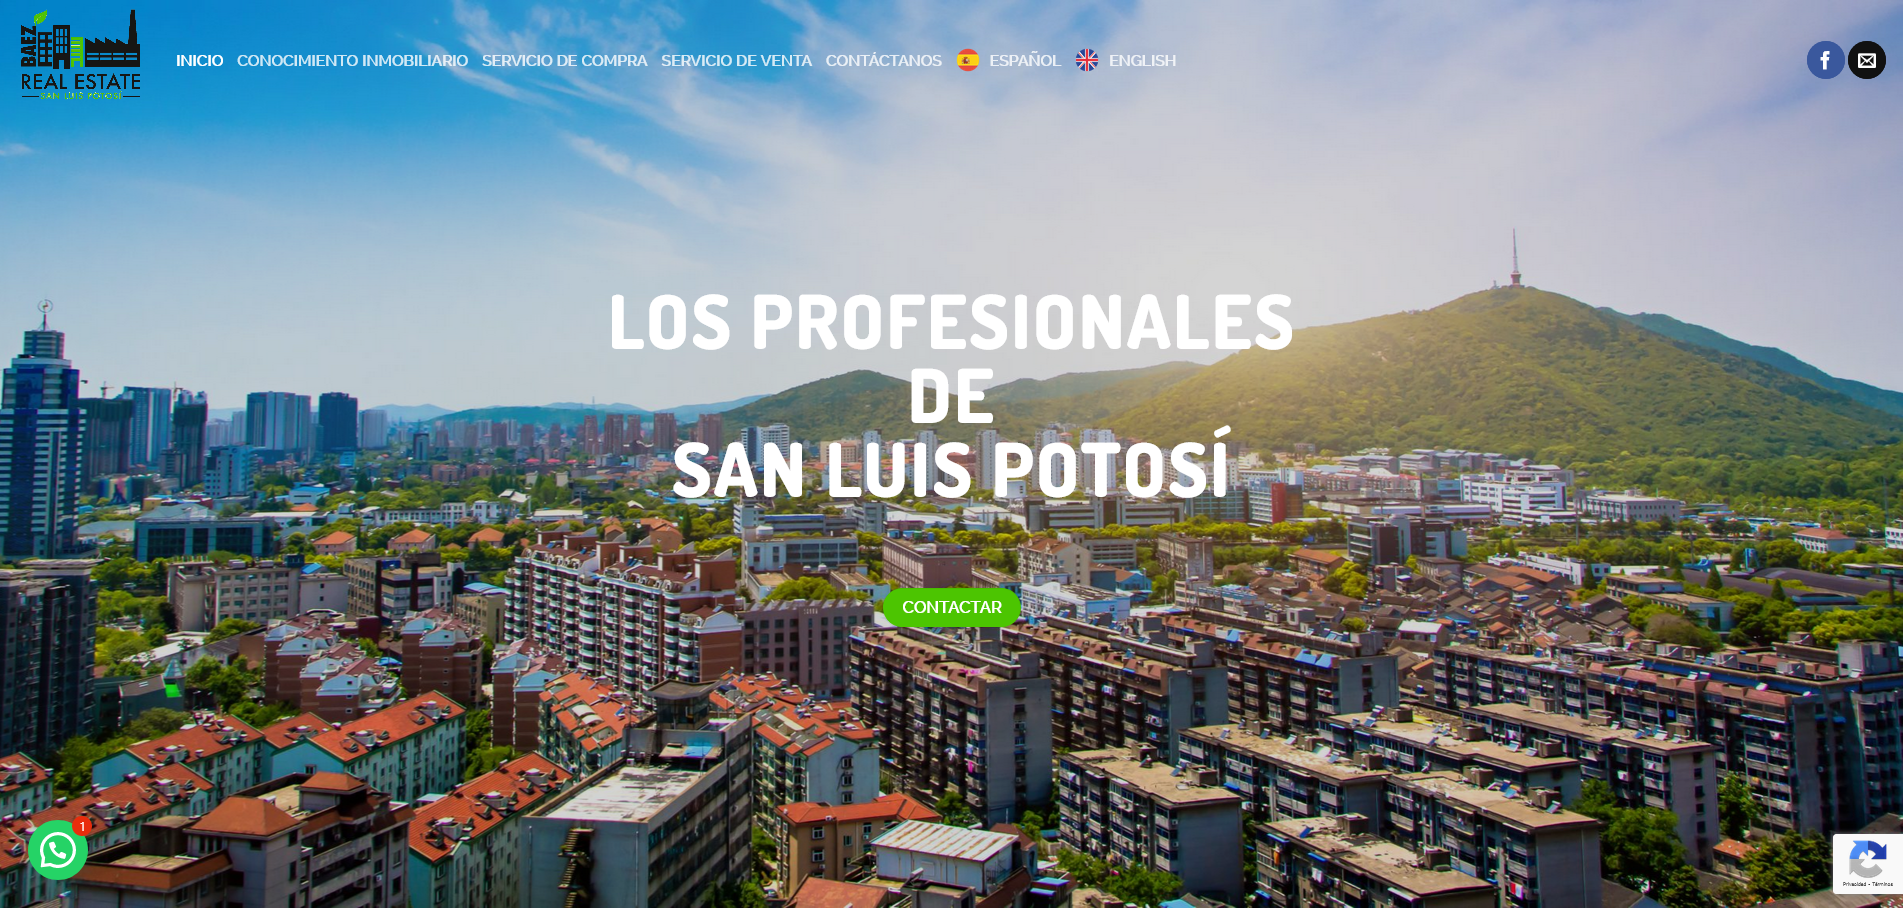 BAEZ
REAL ESTATE
SAN LUIS POTOSÍ
INICIO
CONOCIMIENTO INMOBILIARIO
SERVICIO DE COMPRA
SERVICIO DE VENTA
CONTÁCTANOS
ESPAÑOL
ENGLISH
LOS PROFESIONALES
DE
SAN LUIS POTOSÍ
CONTACTAR
1
Privacidad - Términos